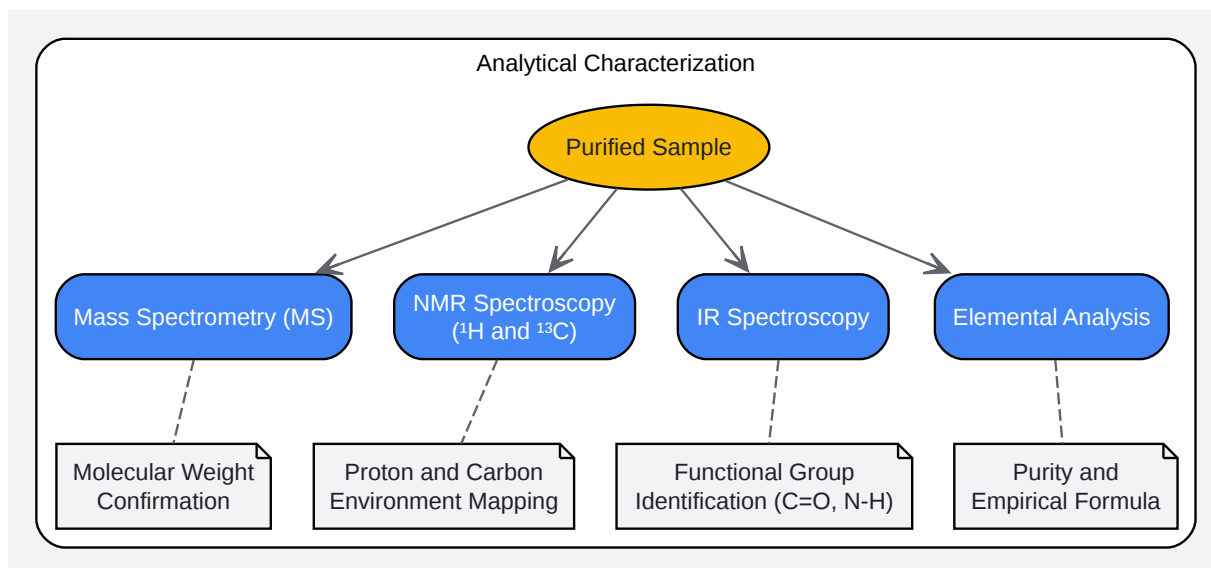 Analytical Characterization
Purified Sample
Mass Spectrometry (MS)
NMR Spectroscopy
(¹H and ¹³C)
IR Spectroscopy
Elemental Analysis
Molecular Weight
Confirmation
Proton and Carbon
Environment Mapping
Functional Group
Identification (C=O, N-H)
Purity and
Empirical Formula